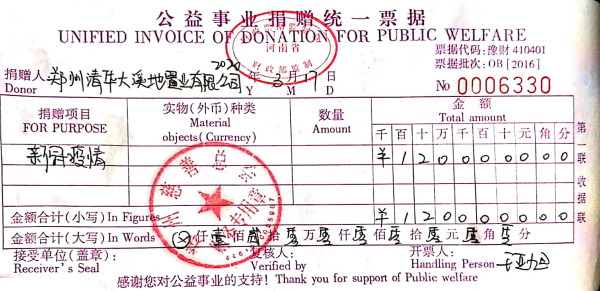 公益事业捐赠统一票据
UNIFIED INVOICE OF DONATION FOR PUBLIC WELFARE
河南省
财政部监制
票据代码:豫财 410401
票据批次:OB [2016]
捐赠人 郑州清华大溪地置业有限公司 2020 年 3 月 17 日
Donor Y M D
No 0006330
捐赠项目 实物(外币)种类 数量 金额
FOR PURPOSE Material objects (Currency) Amount Total amount
千 百 十 万 千 百 十 元 角 分
新冠疫情 ¥ 1 2 0 0 0 0 0 0 0
金额合计(小写) In Figures ¥ 1 2 0 0 0 0 0 0 0
金额合计(大写) In Words 仟 壹 佰 贰 拾 零 万 零 仟 零 佰 零 拾 零 元 零 角 零 分
第一联 收据联
慈善总
专用章
接受单位(盖章): 复核人: 开票人:
Receiver's Seal Verified by Handling Person
感谢您对公益事业的支持! Thank you for support of Public welfare